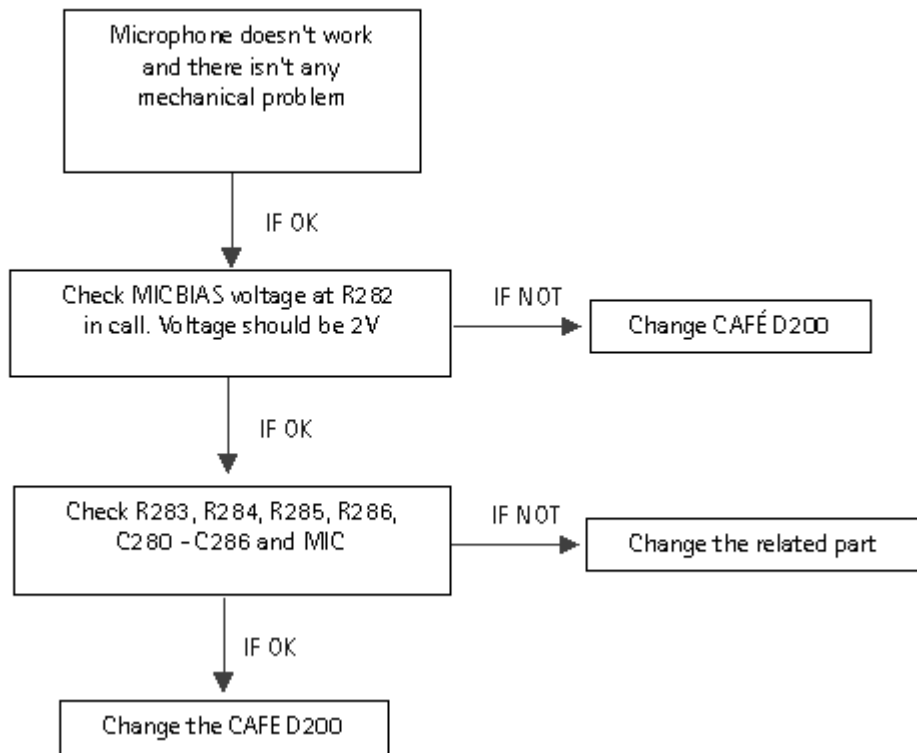 Microphone doesn't work
and there isn't any
mechanical problem
IF OK
Check MICBIAS voltage at R282
in call. Voltage should be 2V
IF NOT
Change CAFÉ D200
IF OK
Check R283, R284, R285, R286,
C280 - C286 and MIC
IF NOT
Change the related part
IF OK
Change the CAFE D200